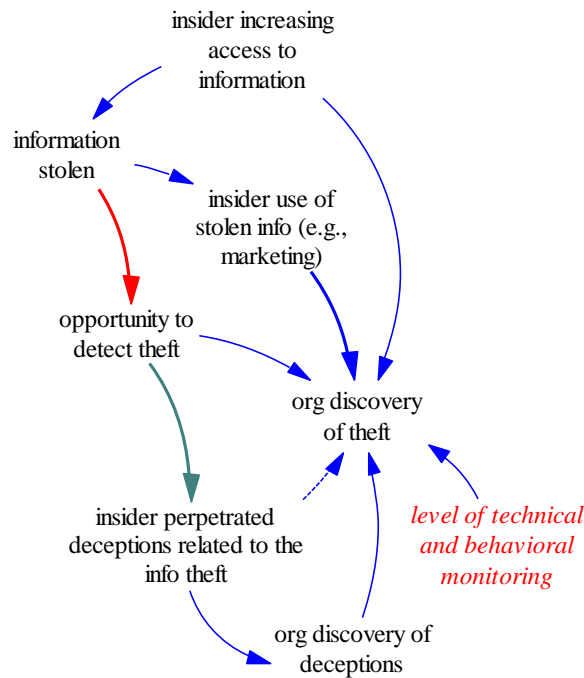 insider increasing
access to
information
information
stolen
insider use of
stolen info (e.g.,
marketing)
opportunity to
detect theft
org discovery
of theft
insider perpetrated
deceptions related to the
info theft
level of technical
and behavioral
monitoring
org discovery of
deceptions